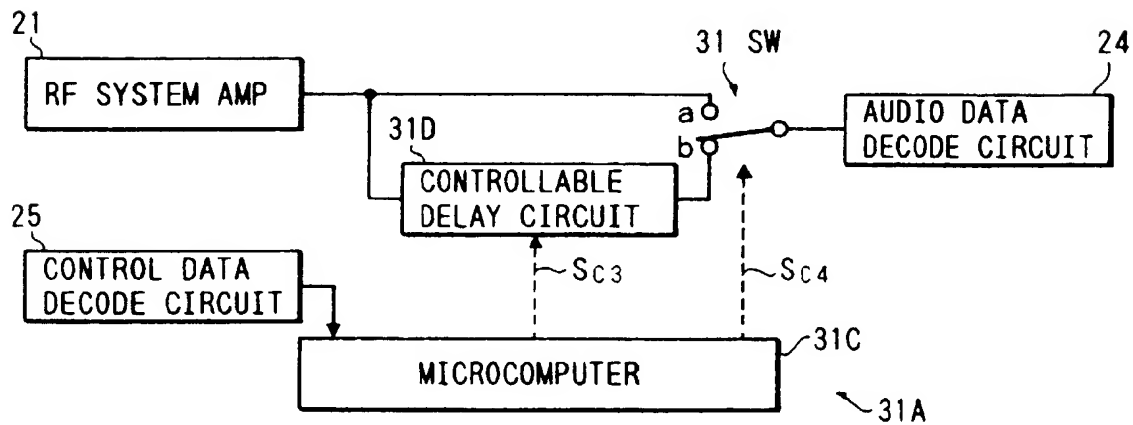 21
RF SYSTEM AMP
31 SW
24
a
b
AUDIO DATA
DECODE CIRCUIT
31D
CONTROLLABLE
DELAY CIRCUIT
25
CONTROL DATA
DECODE CIRCUIT
SC3
SC4
31C
MICROCOMPUTER
31A